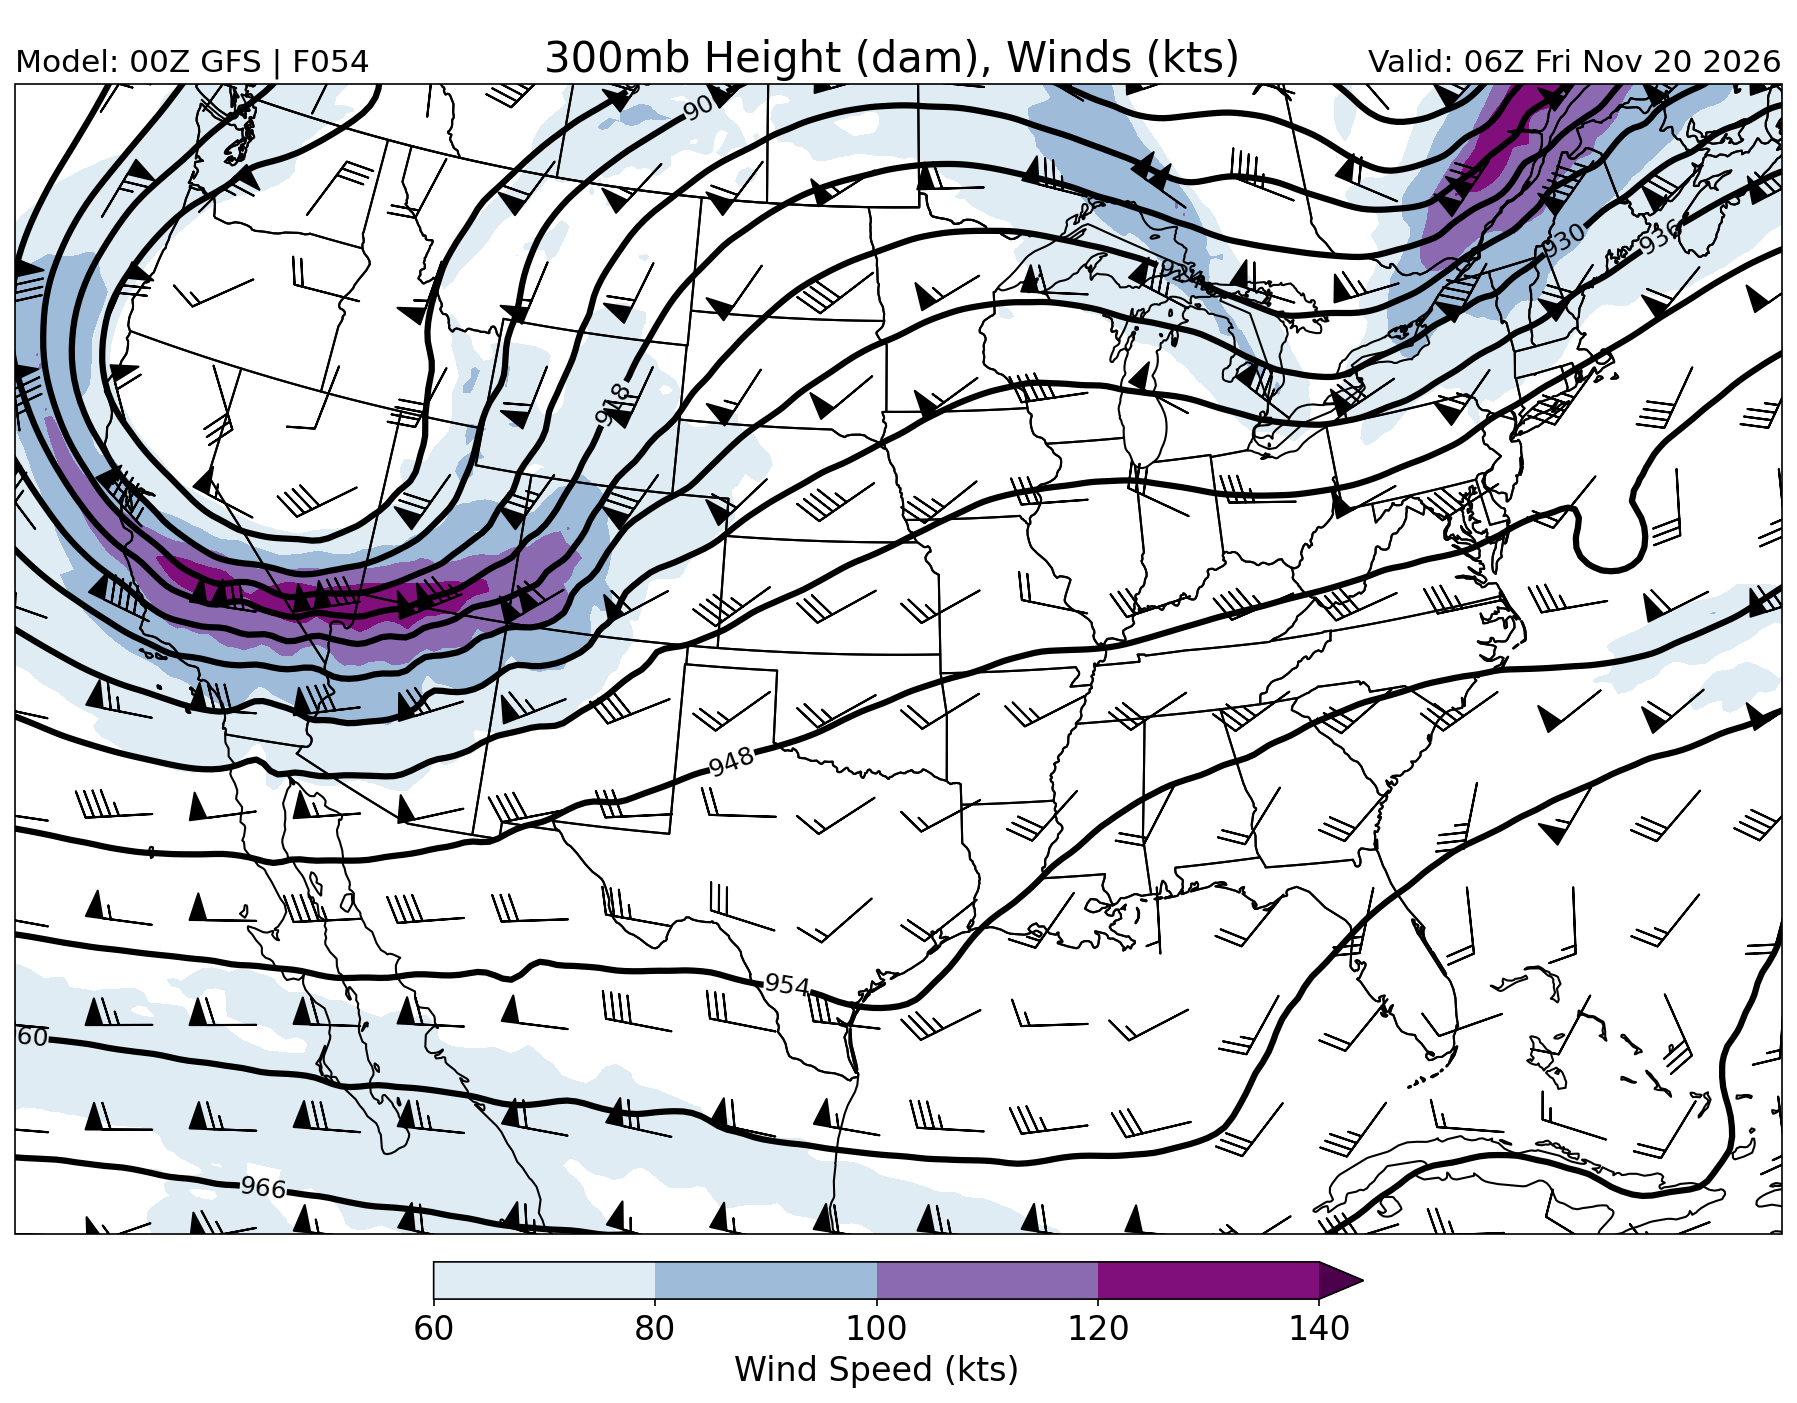 Model: 00Z GFS | F054
300mb Height (dam), Winds (kts)
Valid: 06Z Fri Nov 20 2026
90
930
936
918
948
954
60
966
60 80 100 120 140
Wind Speed (kts)